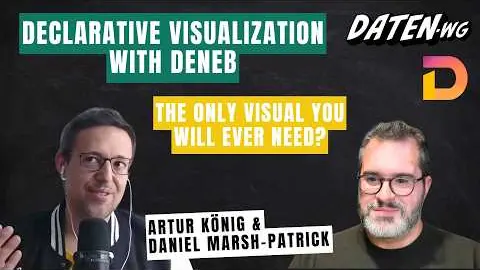 DECLARATIVE VISUALIZATION
WITH DENEB
DATEN-WG
D
THE ONLY VISUAL YOU
WILL EVER NEED?
ARTUR KÖNIG &
DANIEL MARSH-PATRICK